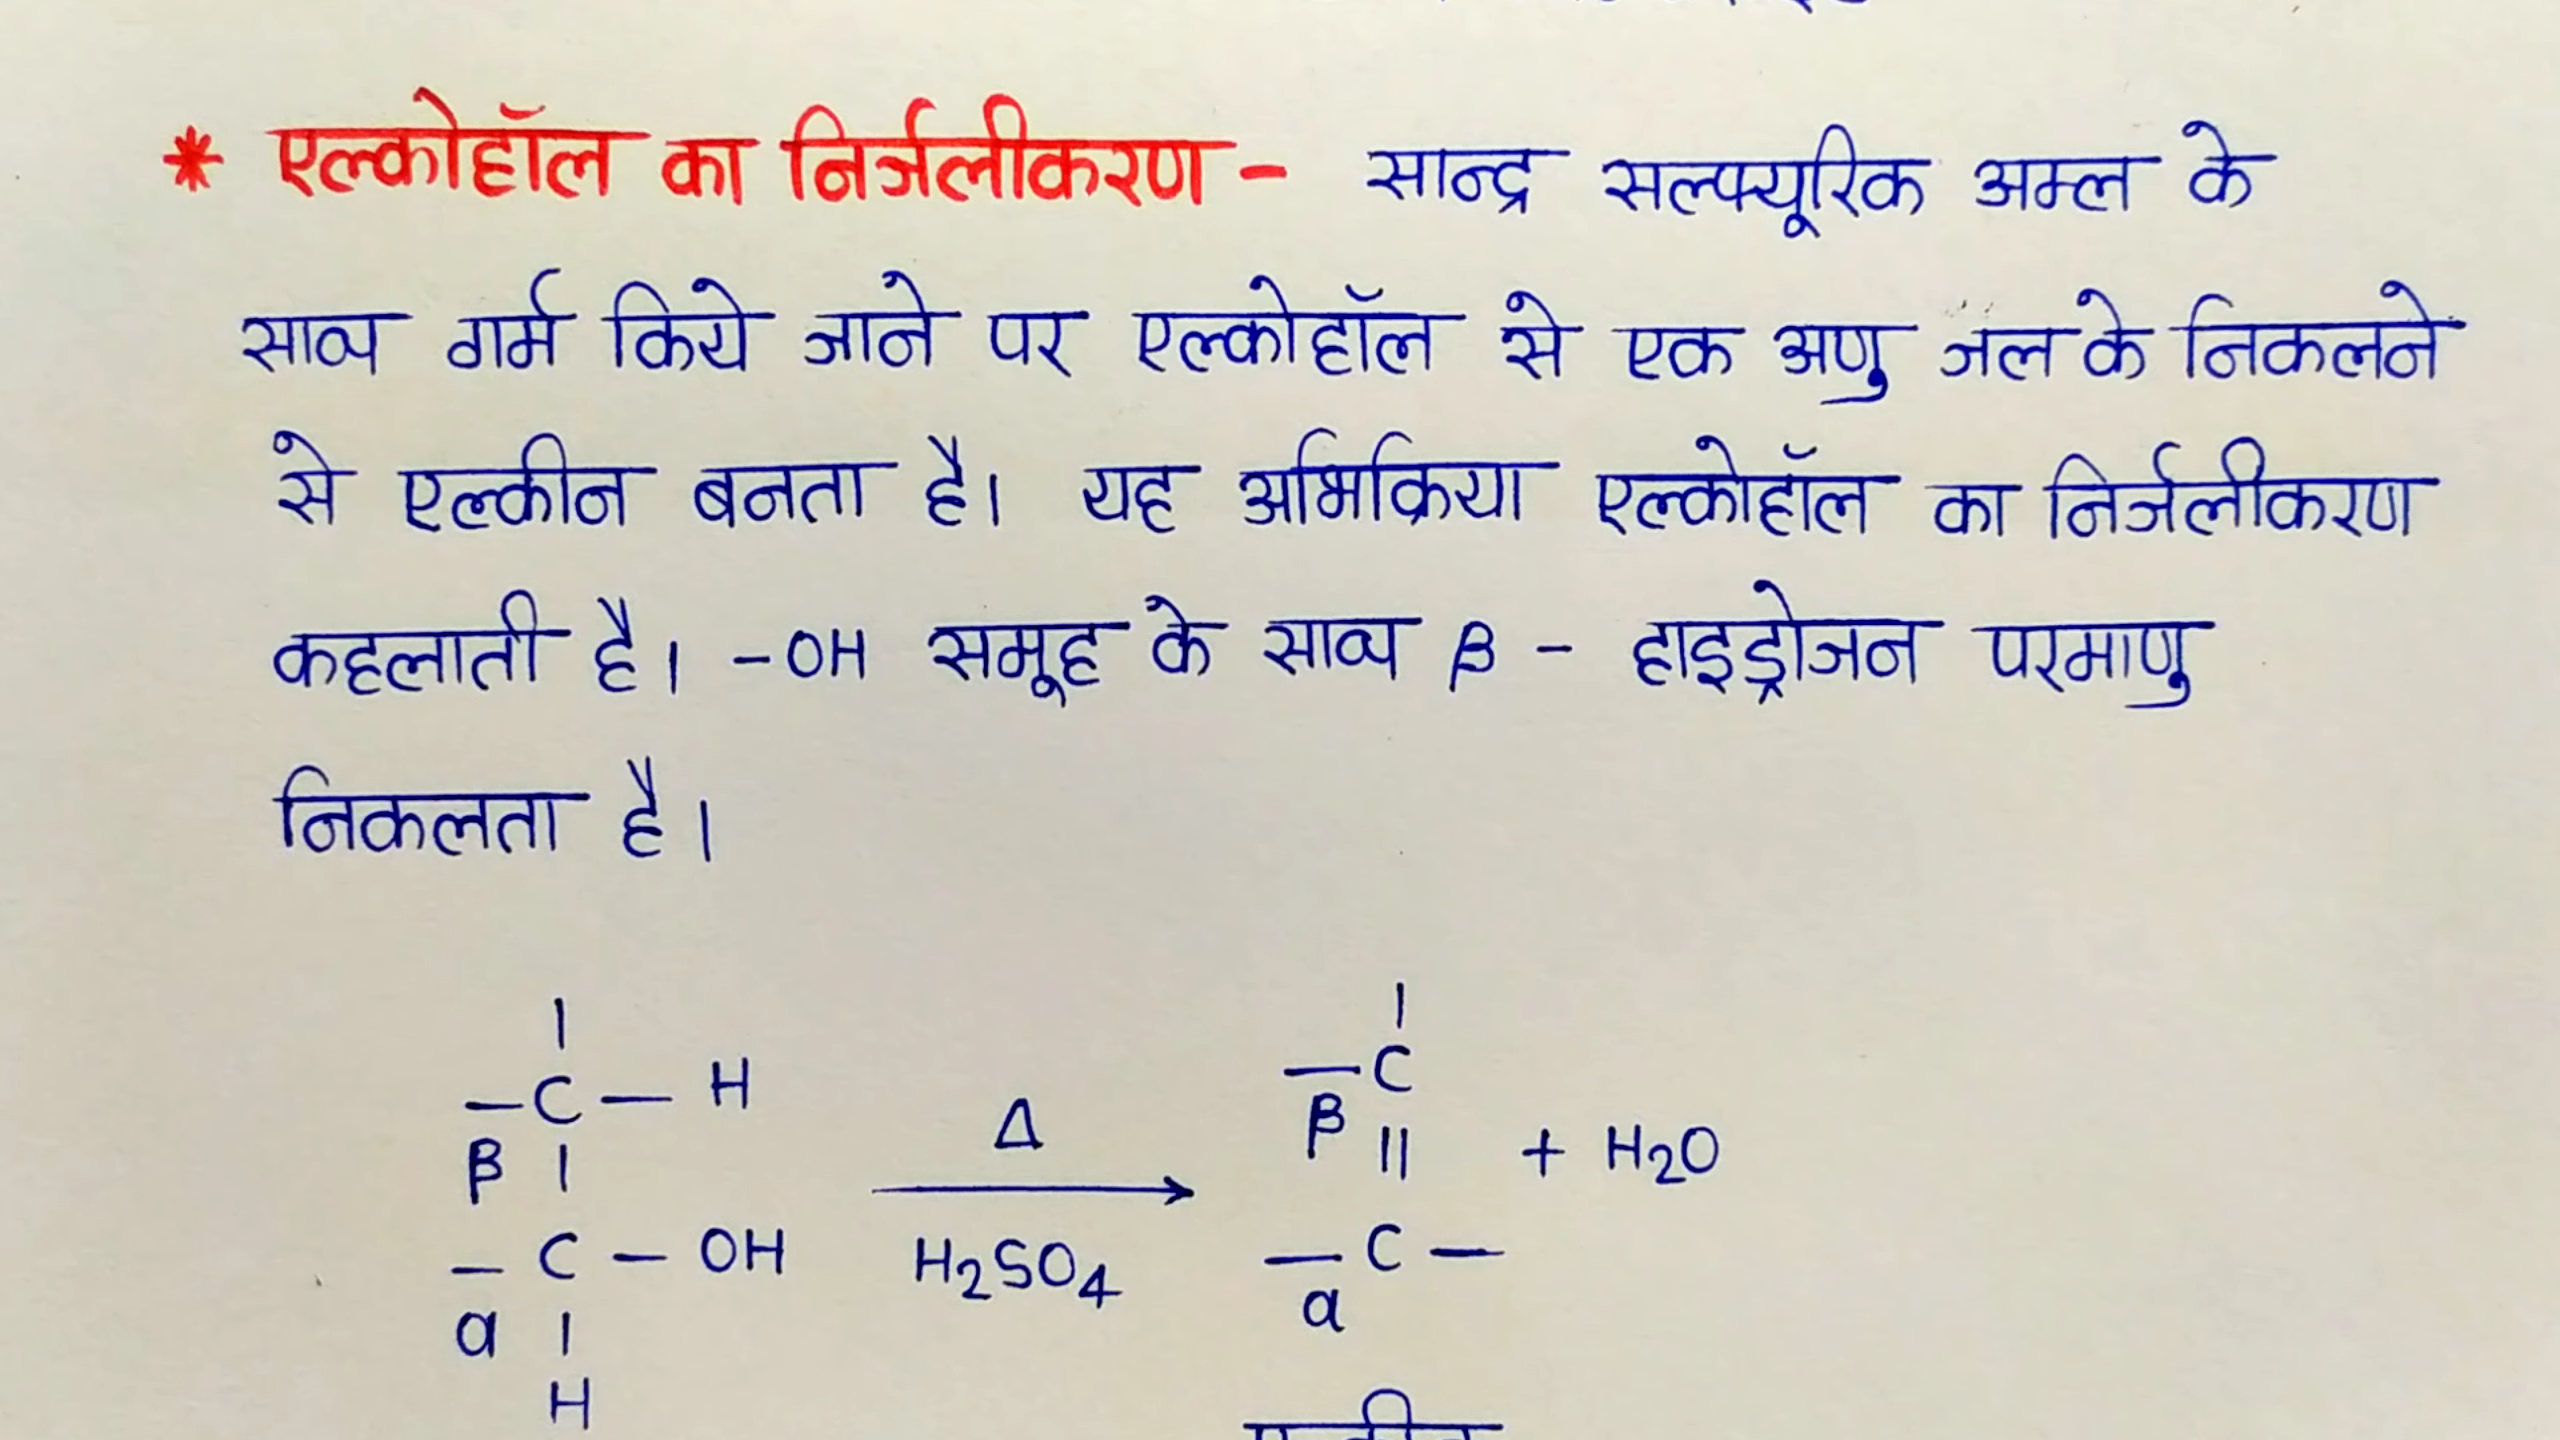 * एल्कोहॉल का निर्जलीकरण - सान्द्र सल्फ्यूरिक अम्ल के
साथ गर्म किये जाने पर एल्कोहॉल से एक अणु जल के निकलने
से एल्कीन बनता है। यह अभिक्रिया एल्कोहॉल का निर्जलीकरण
कहलाती है। -OH समूह के साथ β - हाइड्रोजन परमाणु
निकलता है।
| |
-C-H -C
β | Δ β || + H2O
→
-C-OH H2SO4 -C-
α | α
H